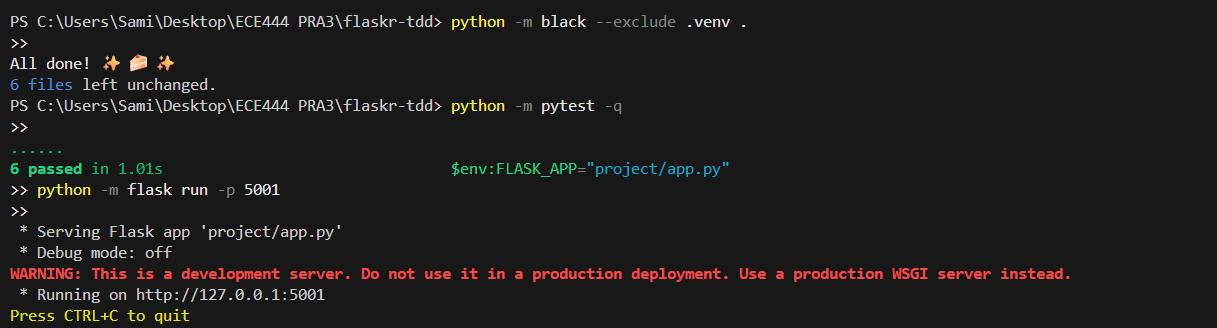 PS C:\Users\Sami\Desktop\ECE444 PRA3\flaskr-tdd> python -m black --exclude .venv .
>>
All done! ✨ 🍰 ✨
6 files left unchanged.
PS C:\Users\Sami\Desktop\ECE444 PRA3\flaskr-tdd> python -m pytest -q
>>
......
6 passed in 1.01s $env:FLASK_APP="project/app.py"
>> python -m flask run -p 5001
>>
 * Serving Flask app 'project/app.py'
 * Debug mode: off
WARNING: This is a development server. Do not use it in a production deployment. Use a production WSGI server instead.
 * Running on http://127.0.0.1:5001
Press CTRL+C to quit